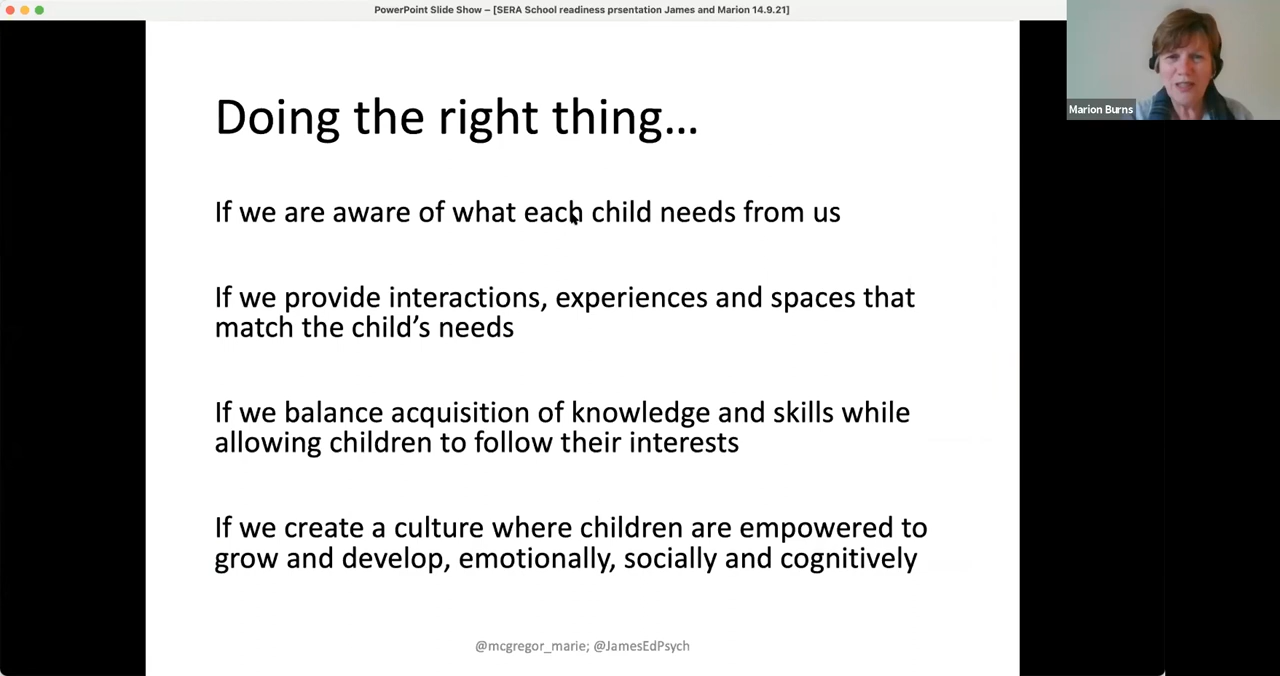 PowerPoint Slide Show – [SERA School readiness prsentation James and Marion 14.9.21]
Marion Burns
Doing the right thing...
If we are aware of what each child needs from us
If we provide interactions, experiences and spaces that
match the child’s needs
If we balance acquisition of knowledge and skills while
allowing children to follow their interests
If we create a culture where children are empowered to
grow and develop, emotionally, socially and cognitively
@mcgregor_marie; @JamesEdPsych